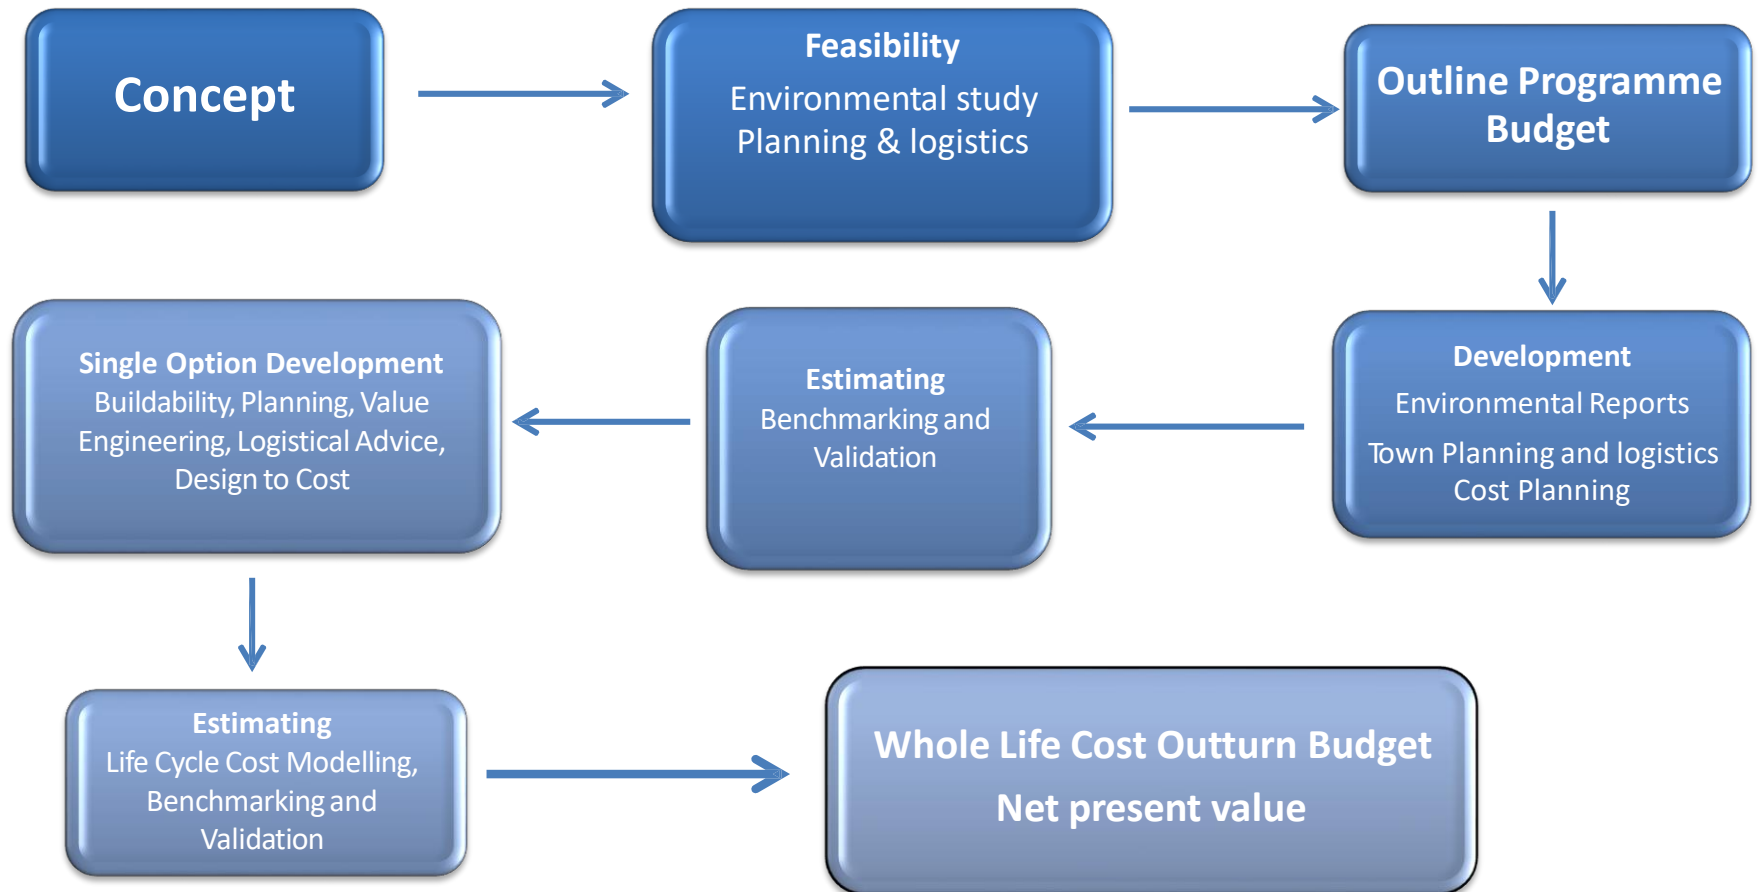 Concept
Feasibility
Environmental study
Planning & logistics
Outline Programme
Budget
Development
Environmental Reports
Town Planning and logistics
Cost Planning
Estimating
Benchmarking and
Validation
Single Option Development
Buildability, Planning, Value
Engineering, Logistical Advice,
Design to Cost
Estimating
Life Cycle Cost Modelling,
Benchmarking and
Validation
Whole Life Cost Outturn Budget
Net present value